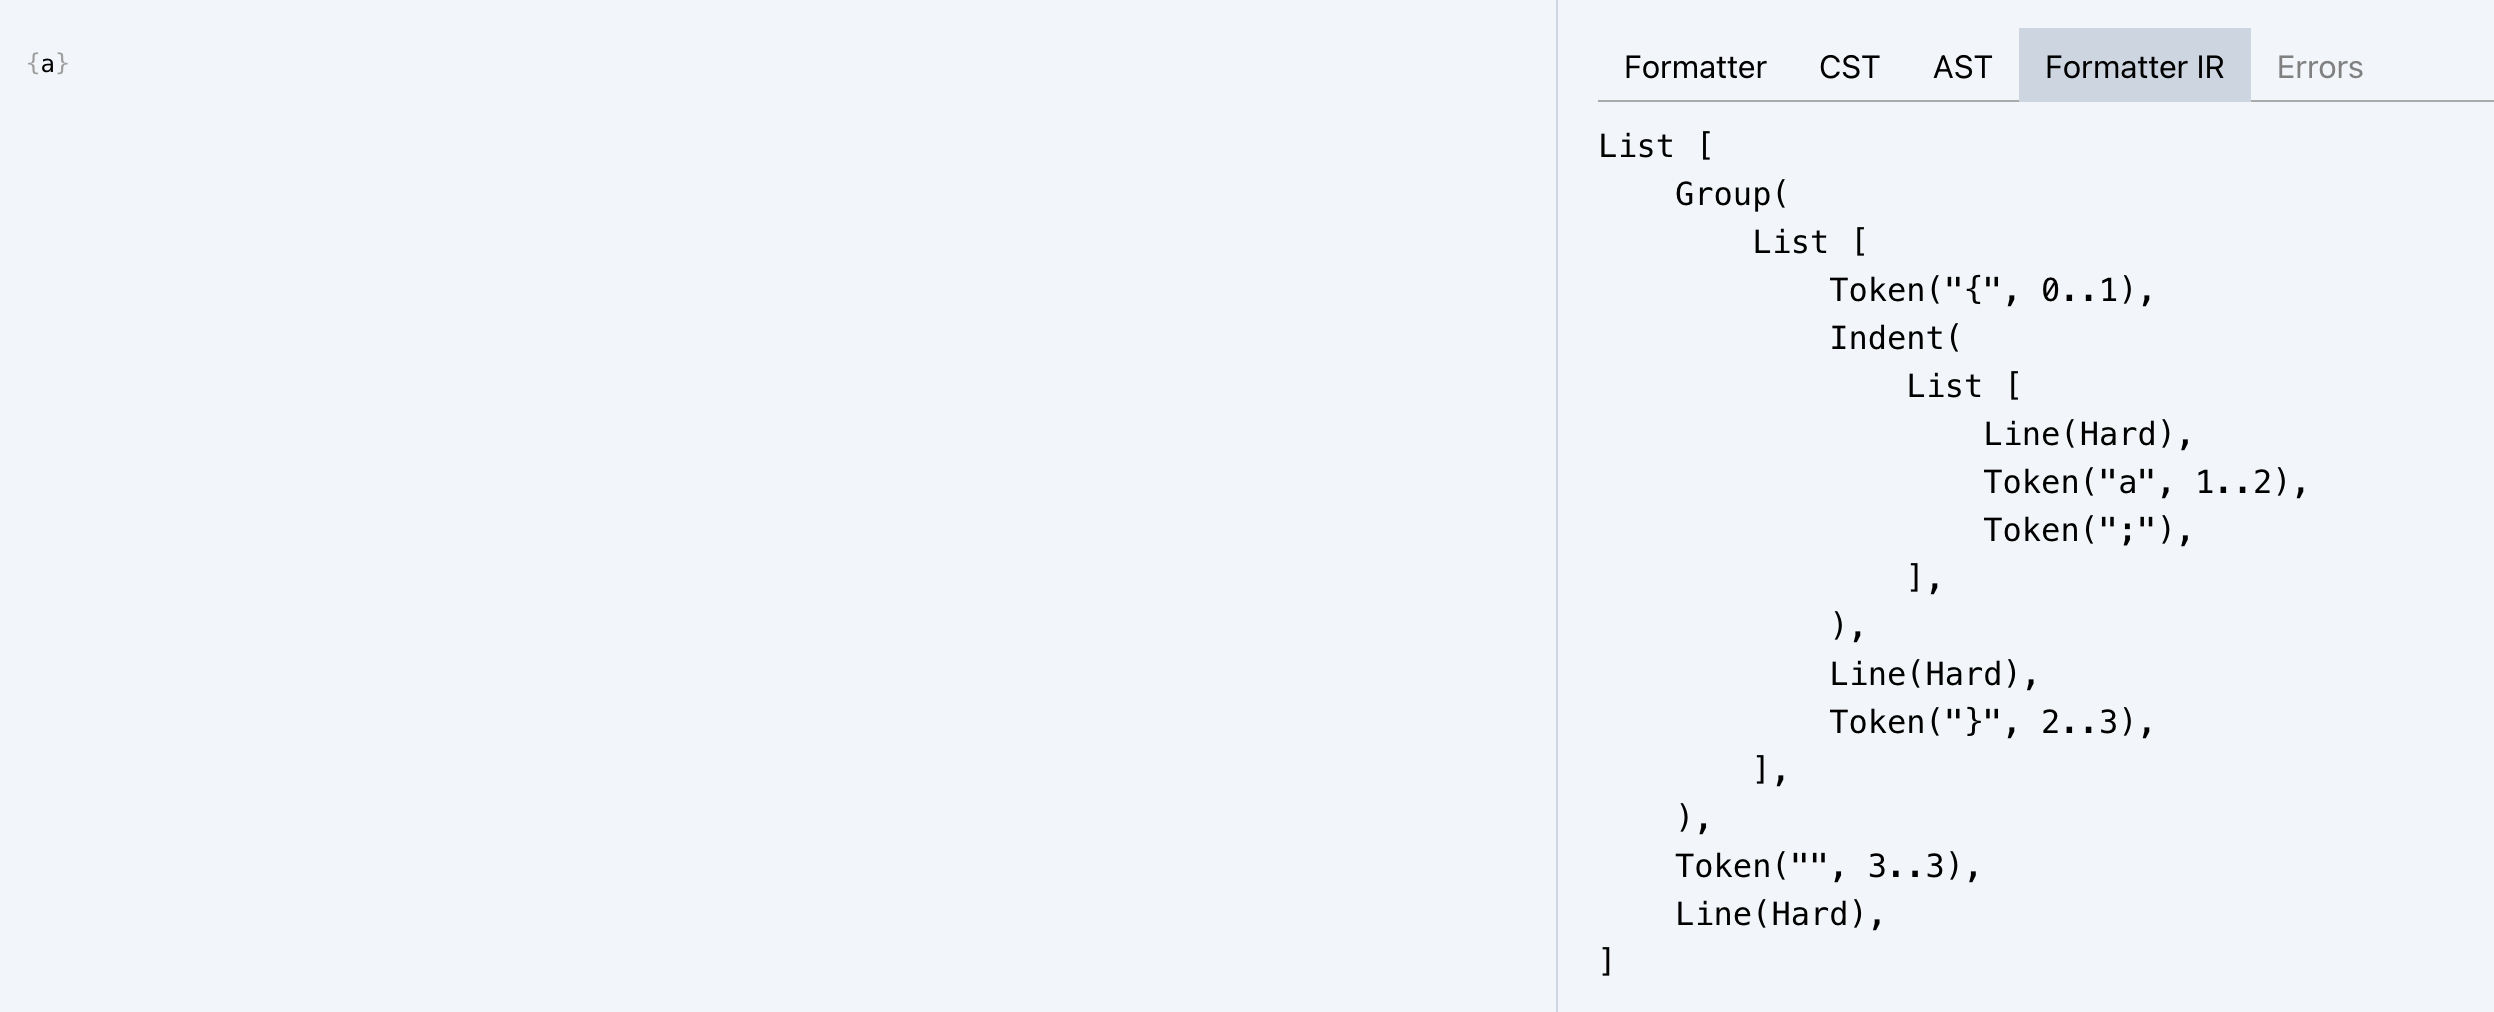 {a}
Formatter CST AST Formatter IR Errors
List [
    Group(
        List [
            Token("{", 0..1),
            Indent(
                List [
                    Line(Hard),
                    Token("a", 1..2),
                    Token(";"),
                ],
            ),
            Line(Hard),
            Token("}", 2..3),
        ],
    ),
    Token("", 3..3),
    Line(Hard),
]